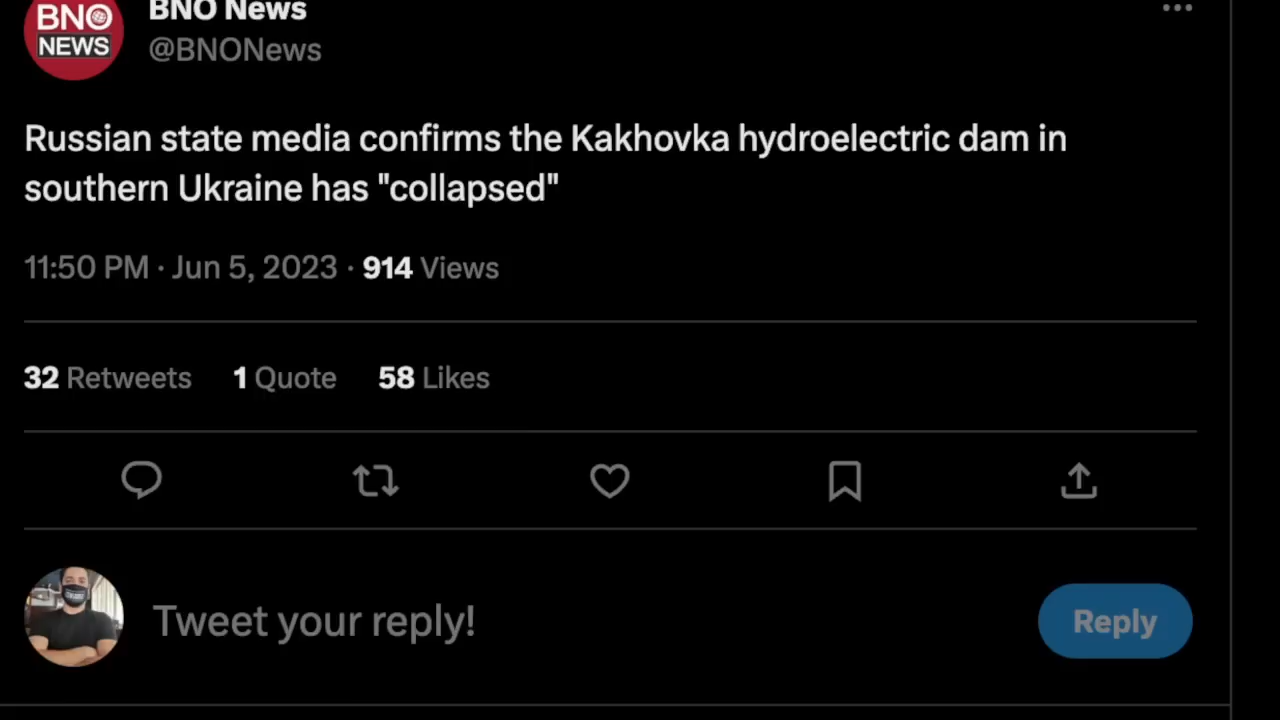 BNO News
BNO
NEWS
@BNONews
Russian state media confirms the Kakhovka hydroelectric dam in
southern Ukraine has "collapsed"
11:50 PM · Jun 5, 2023 · 914 Views
32 Retweets 1 Quote 58 Likes
Tweet your reply!
Reply